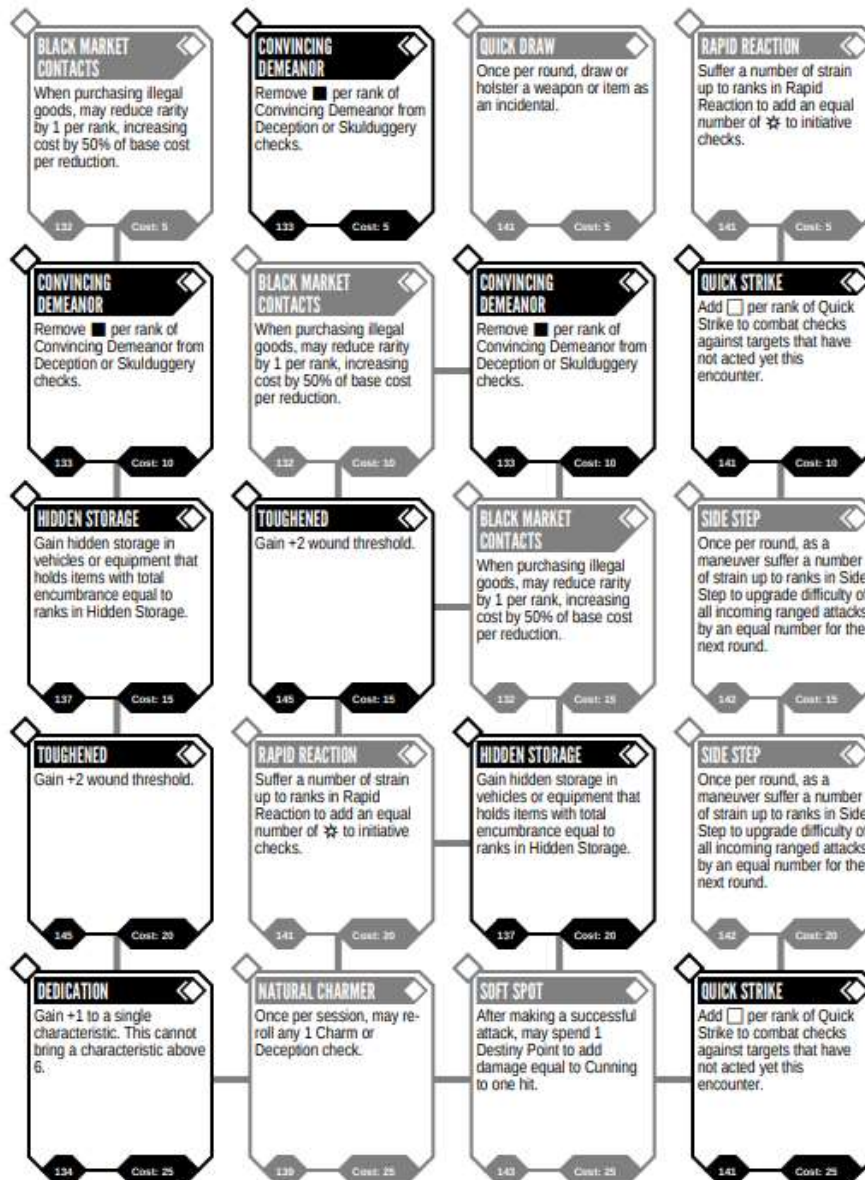 BLACK MARKET
CONTACTS
When purchasing illegal
goods, may reduce rarity
by 1 per rank, increasing
cost by 50% of base cost
per reduction.
132 Cost: 5
CONVINCING
DEMEANOR
Remove ■ per rank of
Convincing Demeanor from
Deception or Skulduggery
checks.
133 Cost: 5
QUICK DRAW
Once per round, draw or
holster a weapon or item as
an incidental.
141 Cost: 5
RAPID REACTION
Suffer a number of strain
up to ranks in Rapid
Reaction to add an equal
number of ☼ to initiative
checks.
141 Cost: 5
CONVINCING
DEMEANOR
Remove ■ per rank of
Convincing Demeanor from
Deception or Skulduggery
checks.
133 Cost: 10
BLACK MARKET
CONTACTS
When purchasing illegal
goods, may reduce rarity
by 1 per rank, increasing
cost by 50% of base cost
per reduction.
132 Cost: 10
CONVINCING
DEMEANOR
Remove ■ per rank of
Convincing Demeanor from
Deception or Skulduggery
checks.
133 Cost: 10
QUICK STRIKE
Add □ per rank of Quick
Strike to combat checks
against targets that have
not acted yet this
encounter.
141 Cost: 10
HIDDEN STORAGE
Gain hidden storage in
vehicles or equipment that
holds items with total
encumbrance equal to
ranks in Hidden Storage.
137 Cost: 15
TOUGHENED
Gain +2 wound threshold.
145 Cost: 15
BLACK MARKET
CONTACTS
When purchasing illegal
goods, may reduce rarity
by 1 per rank, increasing
cost by 50% of base cost
per reduction.
132 Cost: 15
SIDE STEP
Once per round, as a
maneuver suffer a number
of strain up to ranks in Side
Step to upgrade difficulty of
all incoming ranged attacks
by an equal number for the
next round.
142 Cost: 15
TOUGHENED
Gain +2 wound threshold.
145 Cost: 20
RAPID REACTION
Suffer a number of strain
up to ranks in Rapid
Reaction to add an equal
number of ☼ to initiative
checks.
141 Cost: 20
HIDDEN STORAGE
Gain hidden storage in
vehicles or equipment that
holds items with total
encumbrance equal to
ranks in Hidden Storage.
137 Cost: 20
SIDE STEP
Once per round, as a
maneuver suffer a number
of strain up to ranks in Side
Step to upgrade difficulty of
all incoming ranged attacks
by an equal number for the
next round.
142 Cost: 20
DEDICATION
Gain +1 to a single
characteristic. This cannot
bring a characteristic above
6.
134 Cost: 25
NATURAL CHARMER
Once per session, may re-
roll any 1 Charm or
Deception check.
139 Cost: 25
SOFT SPOT
After making a successful
attack, may spend 1
Destiny Point to add
damage equal to Cunning
to one hit.
143 Cost: 25
QUICK STRIKE
Add □ per rank of Quick
Strike to combat checks
against targets that have
not acted yet this
encounter.
141 Cost: 25